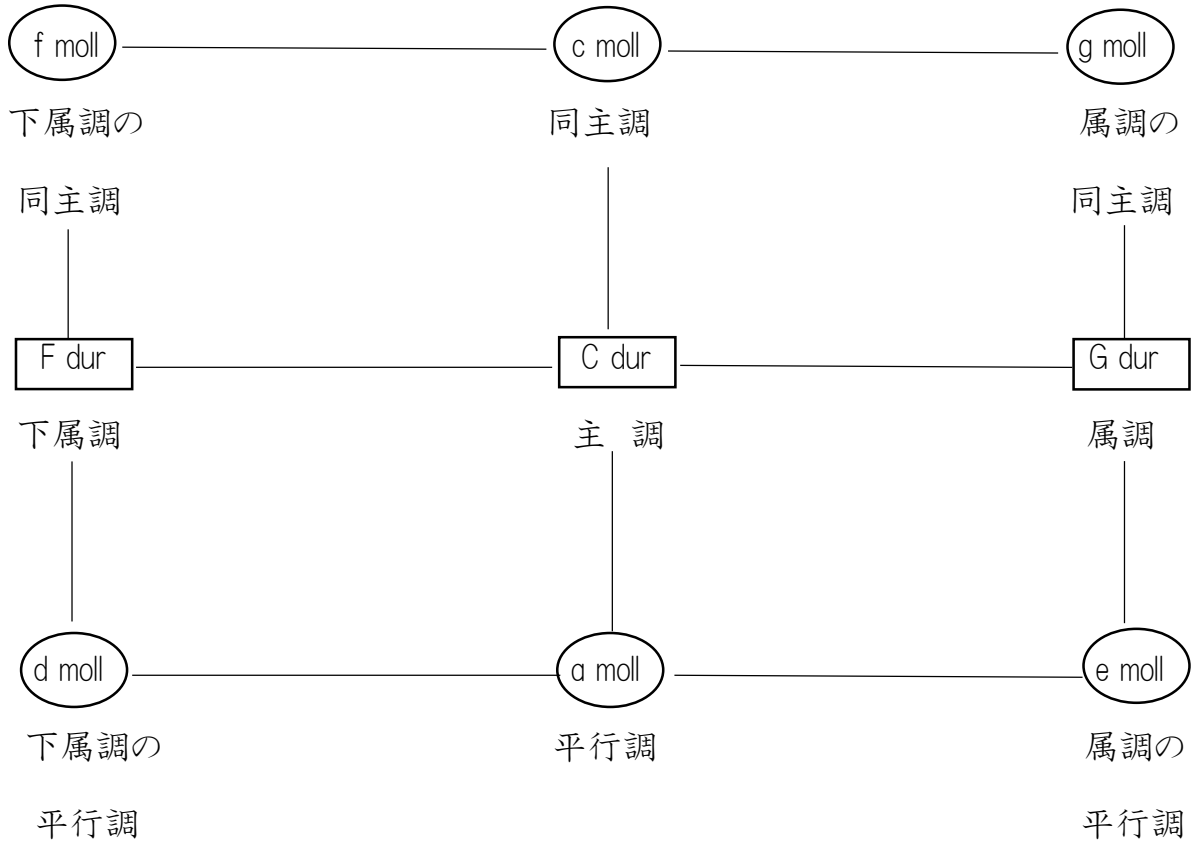 f moll c moll g moll
下属調の 同主調 属調の
同主調 同主調
F dur C dur G dur
下属調 主 調 属調
d moll a moll e moll
下属調の 平行調 属調の
平行調 平行調